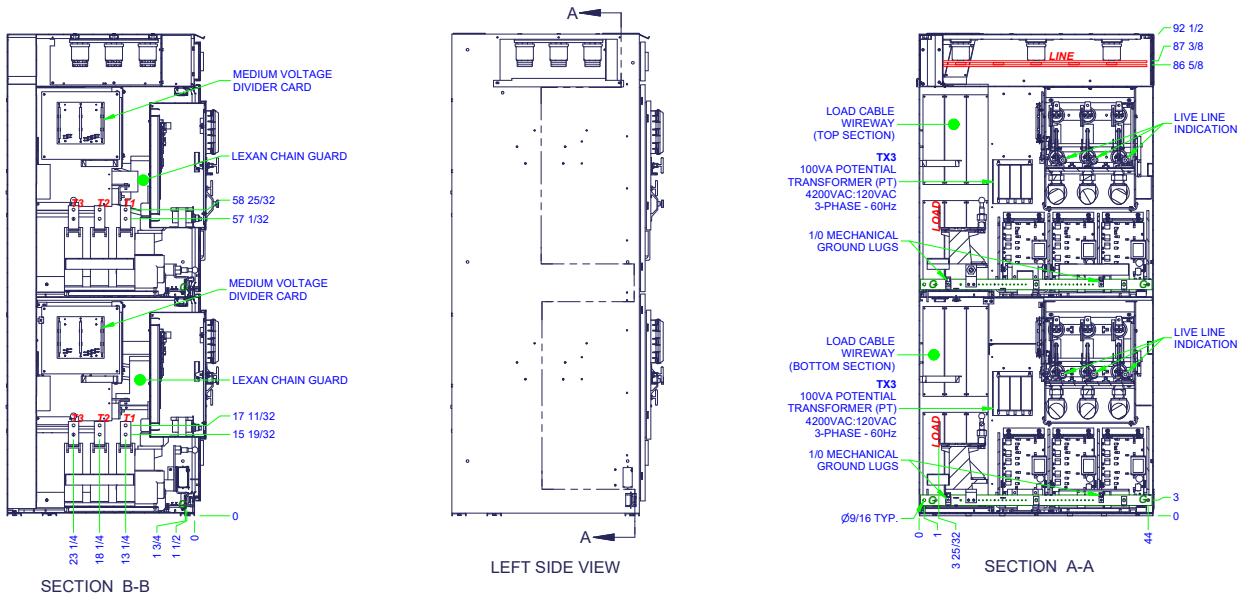 MEDIUM VOLTAGE
DIVIDER CARD
LEXAN CHAIN GUARD
T3
T2
T1
58 25/32
57 1/32
MEDIUM VOLTAGE
DIVIDER CARD
LEXAN CHAIN GUARD
T3
T2
T1
17 11/32
15 19/32
0
23 1/4
18 1/4
13 1/4
1 3/4
1 1/2
0
SECTION B-B
A
A
LEFT SIDE VIEW
92 1/2
87 3/8
86 5/8
LINE
LOAD CABLE
WIREWAY
(TOP SECTION)
LIVE LINE
INDICATION
TX3
100VA POTENTIAL
TRANSFORMER (PT)
4200VAC:120VAC
3-PHASE - 60Hz
LOAD
1/0 MECHANICAL
GROUND LUGS
LOAD CABLE
WIREWAY
(BOTTOM SECTION)
LIVE LINE
INDICATION
TX3
100VA POTENTIAL
TRANSFORMER (PT)
4200VAC:120VAC
3-PHASE - 60Hz
LOAD
1/0 MECHANICAL
GROUND LUGS
Ø9/16 TYP.
3
0
0
1
3 25/32
44
SECTION A-A